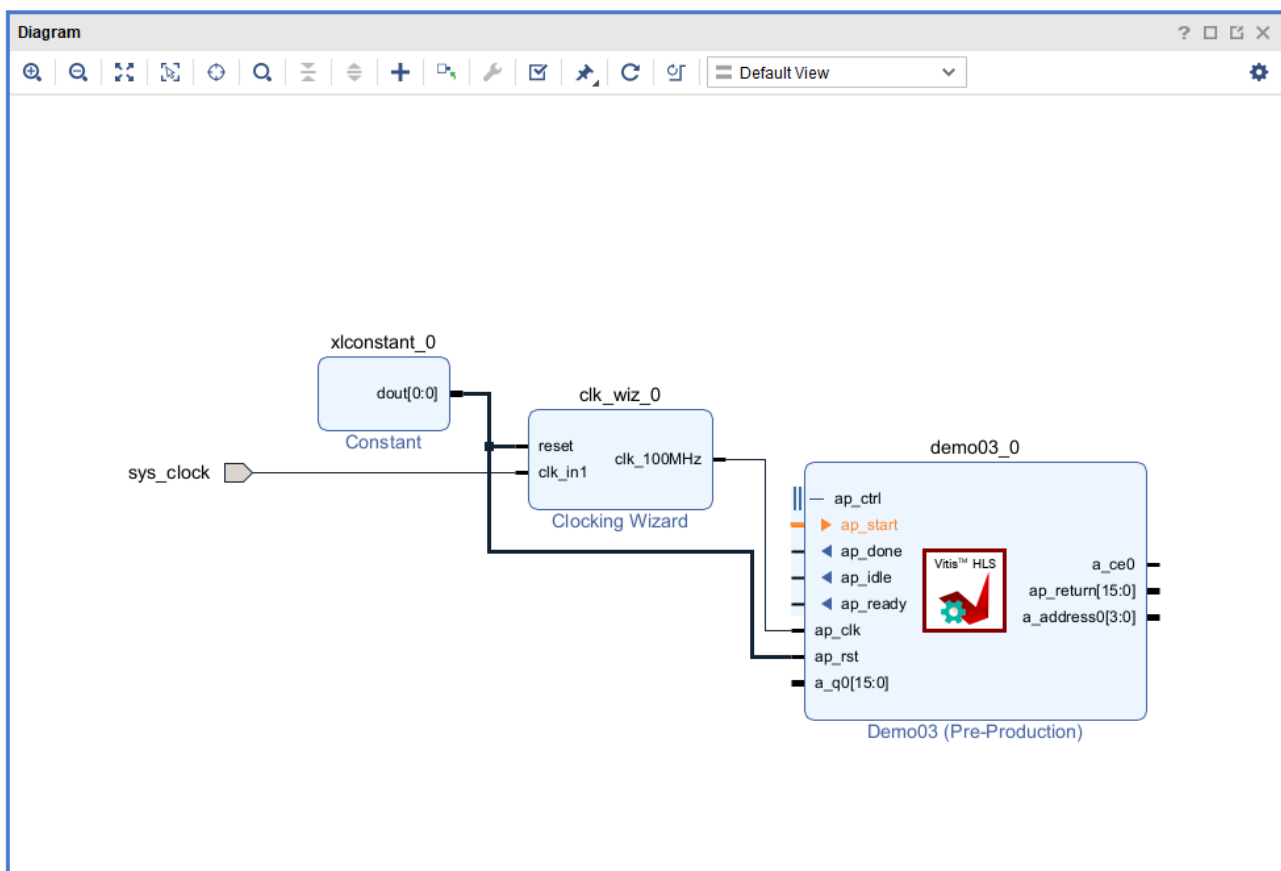 Diagram
Default View
xlconstant_0
dout[0:0]
Constant
sys_clock
clk_wiz_0
reset
clk_in1
clk_100MHz
Clocking Wizard
demo03_0
ap_ctrl
ap_start
ap_done
ap_idle
ap_ready
ap_clk
ap_rst
a_q0[15:0]
Vitis™ HLS
a_ce0
ap_return[15:0]
a_address0[3:0]
Demo03 (Pre-Production)